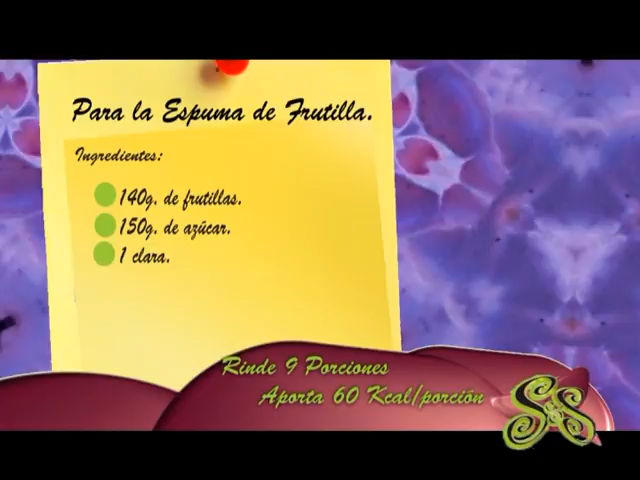 Para la Espuma de Frutilla.
Ingredientes:
140g. de frutillas.
150g. de azúcar.
1 clara.
Rinde 9 Porciones
Aporta 60 Kcal/porción
S&S